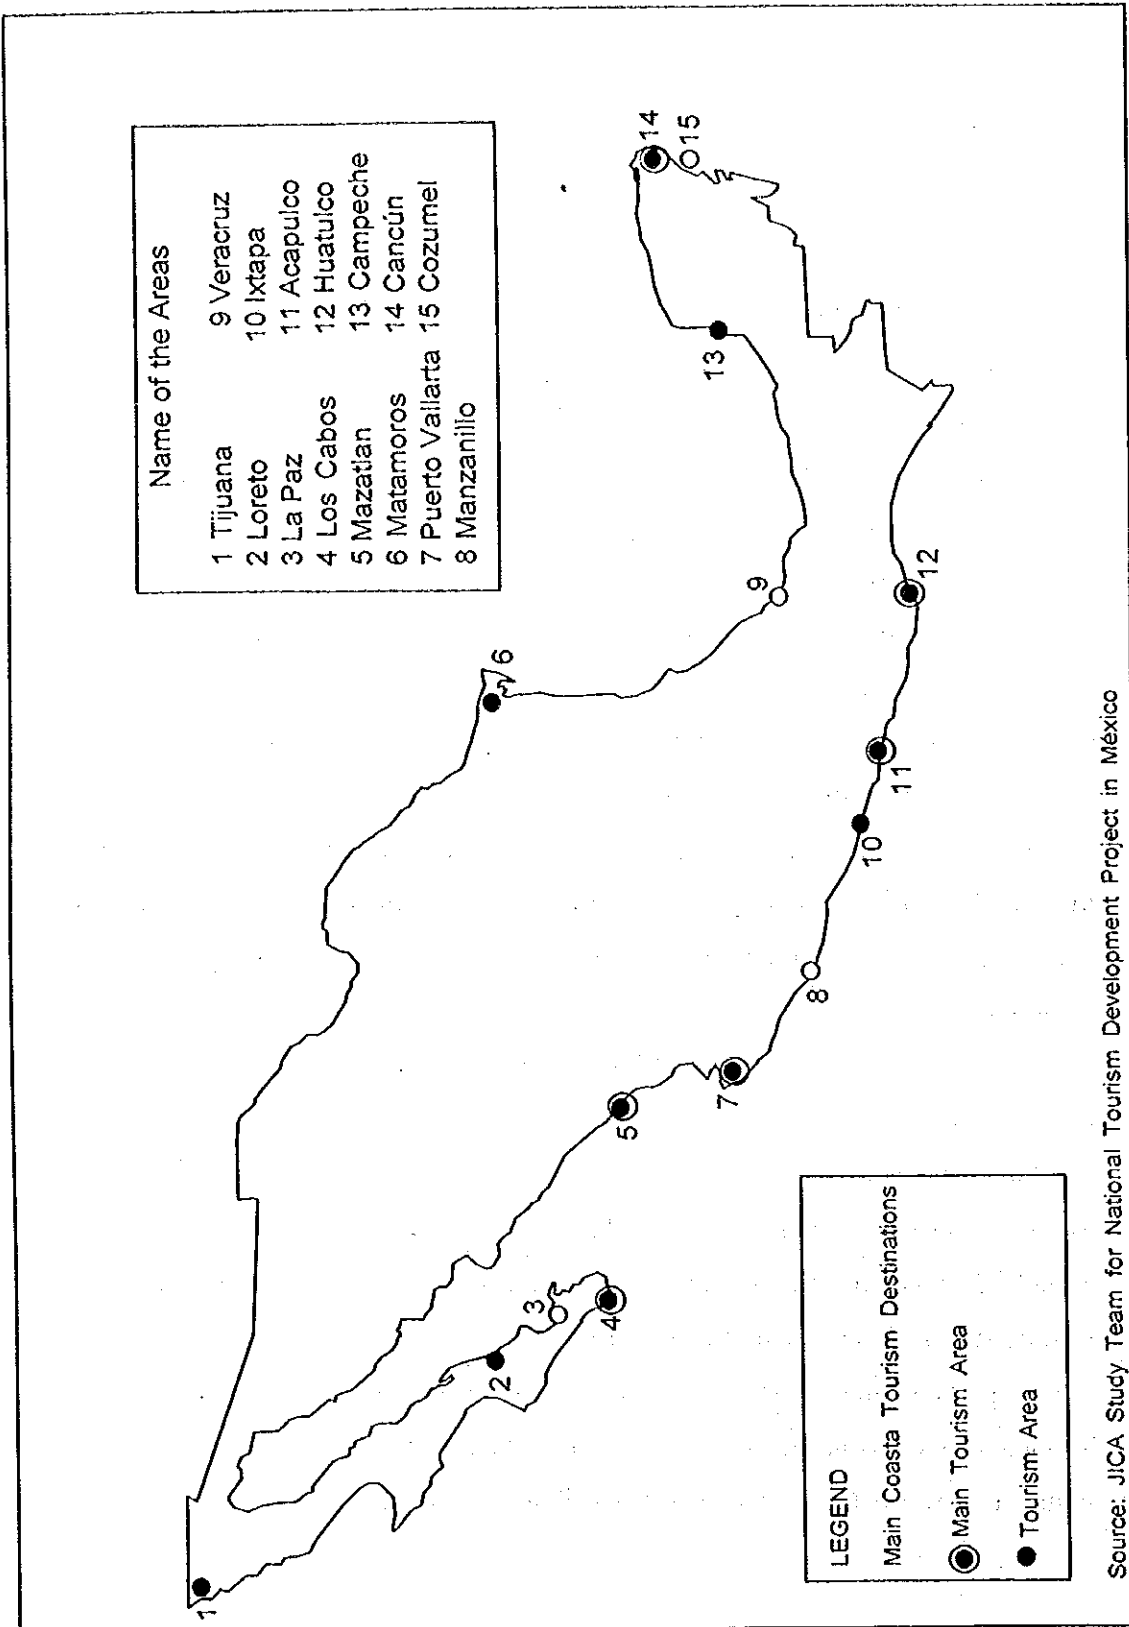 Name of the Areas
1 Tijuana 9 Veracruz
2 Loreto 10 Ixtapa
3 La Paz 11 Acapulco
4 Los Cabos 12 Huatulco
5 Mazatlan 13 Campeche
6 Matamoros 14 Cancún
7 Puerto Vallarta 15 Cozumel
8 Manzanillo
1
2
3
4
5
6
7
8
9
10
11
12
13
14
15
LEGEND
Main Coasta Tourism Destinations
Main Tourism Area
Tourism Area
Source: JICA Study Team for National Tourism Development Project in México